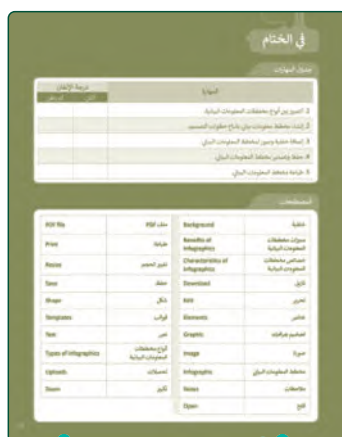 في الختام
جدول المهارات
المهارة
درجة الإتقان
أتقن
لم يتقن
1. التمييز بين أنواع مخططات المعلومات البيانية.
2. إنشاء مخطط معلومات بياني باتباع خطوات التصميم.
3. إضافة خلفية وصور لمخطط المعلومات البياني.
4. حفظ وتصدير مخطط المعلومات البياني.
5. طباعة مخطط المعلومات البياني.
المصطلحات
Background خلفية
Benefits of Infographics مميزات مخططات المعلومات البيانية
Characteristics of Infographics خصائص مخططات المعلومات البيانية
Download تنزيل
Edit تحرير
Elements عناصر
Graphic
Image صورة
Infographic مخطط المعلومات البياني
Notes ملاحظات
Open فتح
PDF file ملف PDF
Print طباعة
Resize تغيير الحجم
Save حفظ
Shape شكل
Templates قوالب
Text نص
Types of Infographics أنواع مخططات المعلومات البيانية
Uploads تحميلات
Zoom تكبير